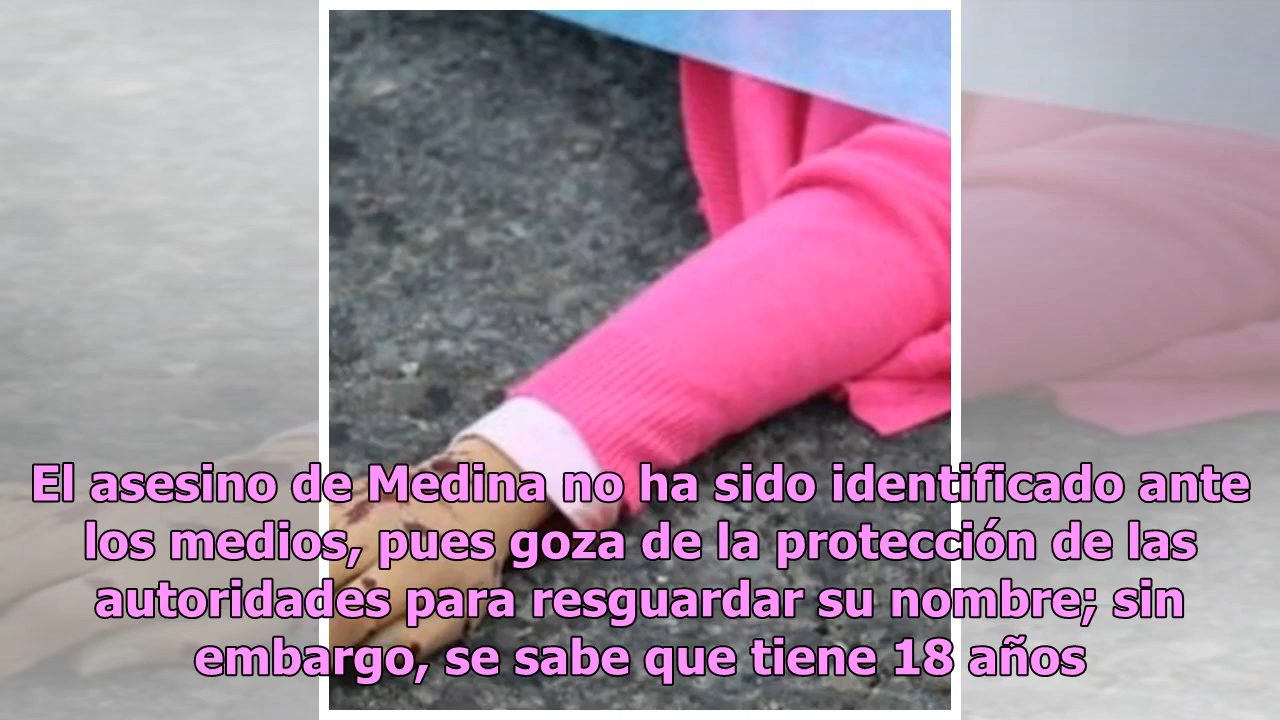 El asesino de Medina no ha sido identificado ante
los medios, pues goza de la protección de las
autoridades para resguardar su nombre; sin
embargo, se sabe que tiene 18 años